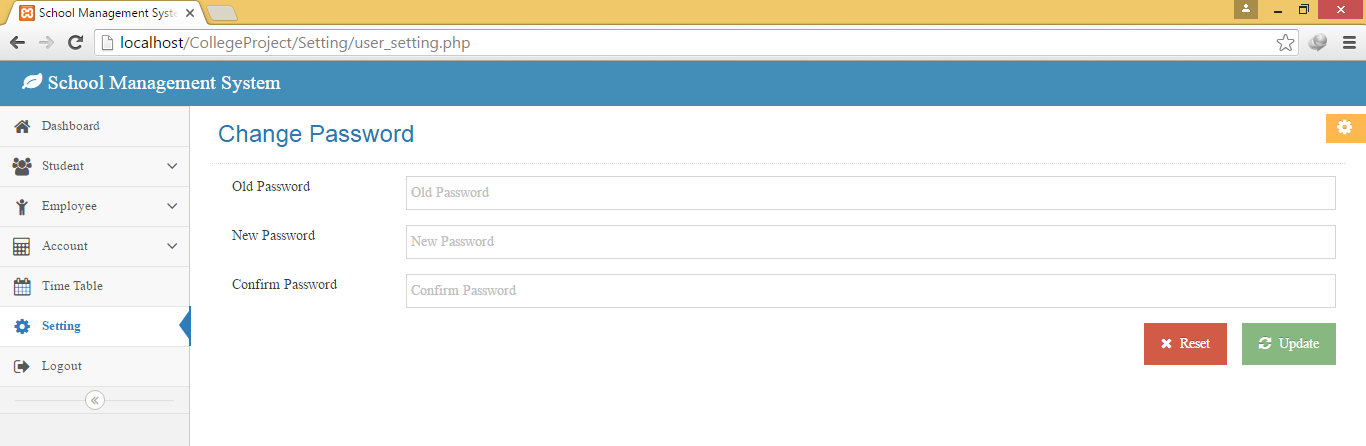 School Management Syste
localhost/CollegeProject/Setting/user_setting.php
School Management System
Dashboard
Student
Employee
Account
Time Table
Setting
Logout
Change Password
Old Password
Old Password
New Password
New Password
Confirm Password
Confirm Password
Reset
Update